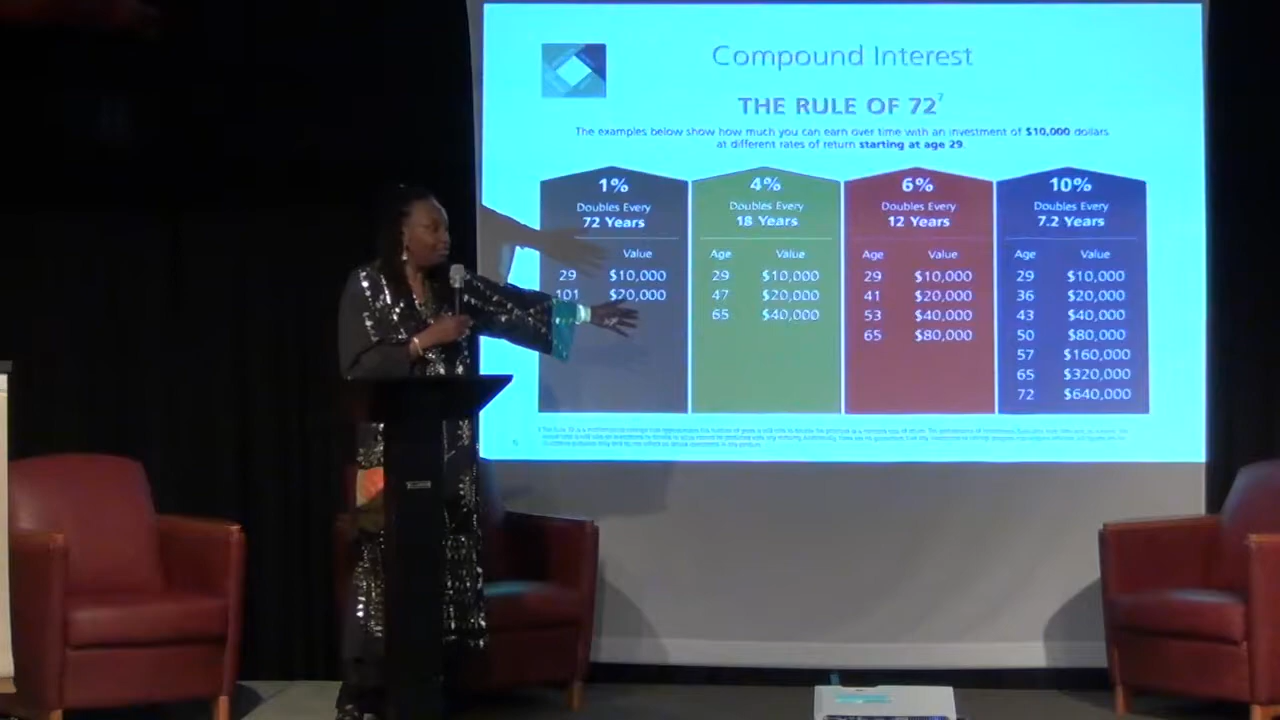 Compound Interest
THE RULE OF 72⁷
The examples below show how much you can earn over time with an investment of $10,000 dollars
at different rates of return starting at age 29.
1%
Doubles Every
72 Years
Value
29 $10,000
101 $20,000
4%
Doubles Every
18 Years
Age Value
29 $10,000
47 $20,000
65 $40,000
6%
Doubles Every
12 Years
Age Value
29 $10,000
41 $20,000
53 $40,000
65 $80,000
10%
Doubles Every
7.2 Years
Age Value
29 $10,000
36 $20,000
43 $40,000
50 $80,000
57 $160,000
65 $320,000
72 $640,000